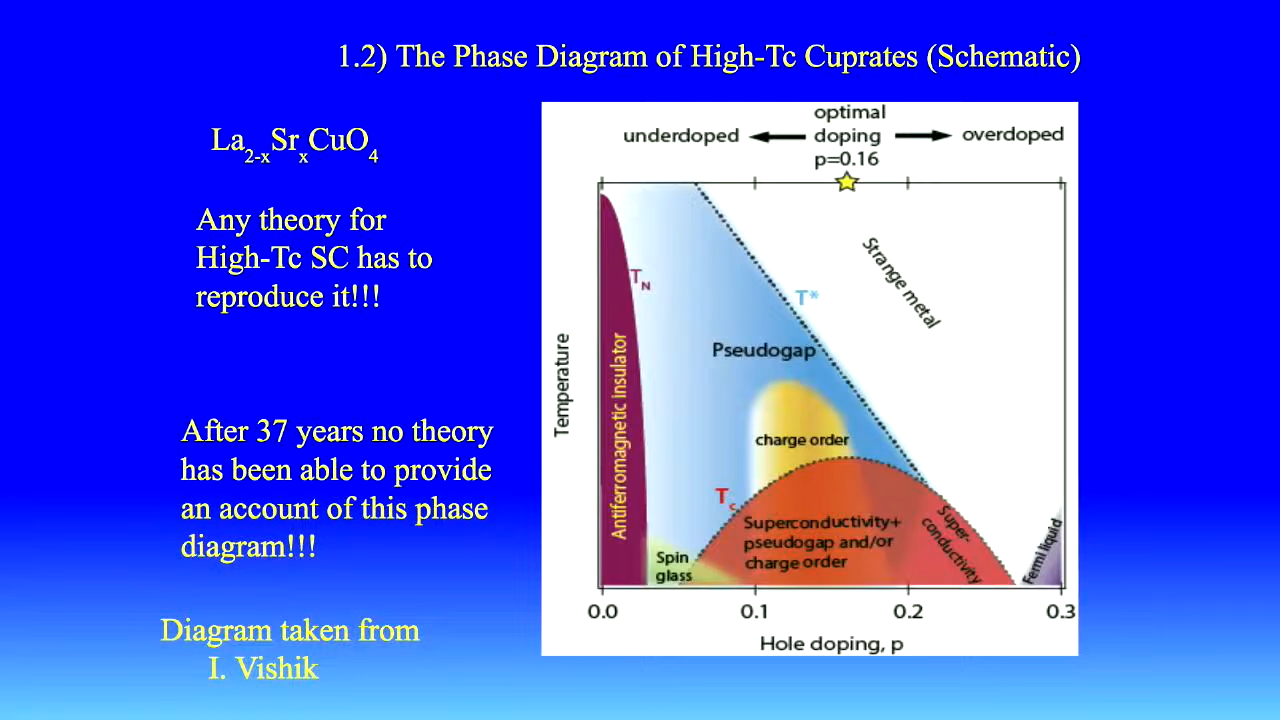 1.2) The Phase Diagram of High-Tc Cuprates (Schematic)
La2-xSrxCuO4
Any theory for
High-Tc SC has to
reproduce it!!!
After 37 years no theory
has been able to provide
an account of this phase
diagram!!!
Diagram taken from
I. Vishik
underdoped
optimal
doping
p=0.16
overdoped
Temperature
Antiferromagnetic insulator
TN
T*
Strange metal
Pseudogap
charge order
Tc
Superconductivity+
pseudogap and/or
charge order
Super-
conductivity
Spin
glass
Fermi liquid
0.0
0.1
0.2
0.3
Hole doping, p